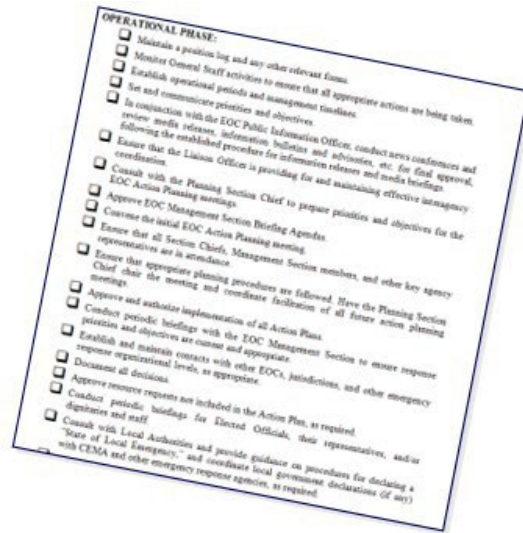 OPERATIONAL PHASE:
Maintain a position log and any other relevant forms.
Monitor General Staff activities to ensure that all appropriate actions are being taken.
Establish operational periods and management timelines.
Set and communicate priorities and objectives.
In conjunction with the EOC Public Information Officer, conduct news conferences and
review media releases, information bulletins and advisories, etc. for final approval,
following the established procedure for information releases and media briefings.
Ensure that the Liaison Officer is providing for and maintaining effective interagency
coordination.
Consult with the Planning Section Chief to prepare priorities and objectives for the
EOC Action Planning meetings.
Approve EOC Management Section Briefing Agendas.
Convene the initial EOC Action Planning meeting.
Ensure that all Section Chiefs, Management Section members, and other key agency
representatives are in attendance.
Ensure that appropriate planning procedures are followed. Have the Planning Section
Chief chair the meeting and coordinate facilitation of all future action planning
meetings.
Approve and authorize implementation of all Action Plans.
Conduct periodic briefings with the EOC Management Section to ensure response
priorities and objectives are current and appropriate.
Establish and maintain contacts with other EOCs, jurisdictions, and other emergency
response organizational levels, as appropriate.
Document all decisions.
Approve resource requests not included in the Action Plan, as required.
Conduct periodic briefings for Elected Officials, their representatives, and/or
dignitaries and staff.
Consult with Local Authorities and provide guidance on procedures for declaring a
"State of Local Emergency," and coordinate local government declarations (if any)
with CEMA and other emergency response agencies, as required.